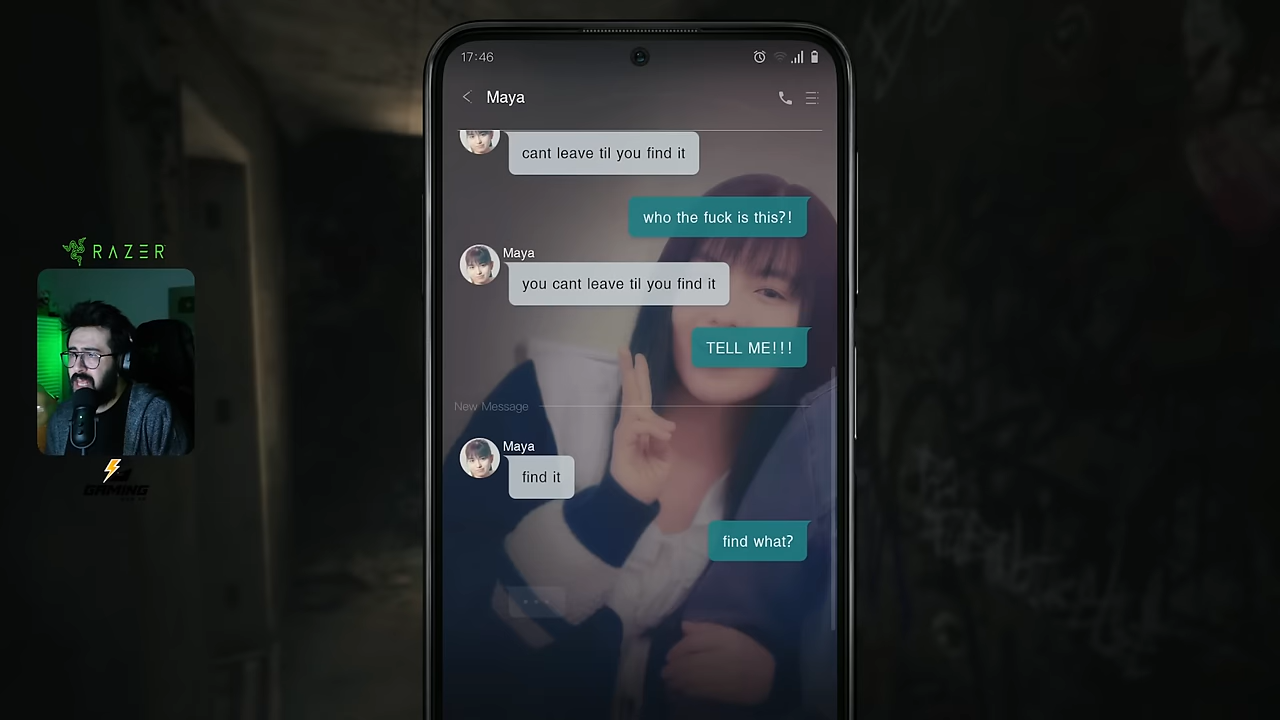 17:46
Maya
cant leave til you find it
who the fuck is this?!
Maya
you cant leave til you find it
TELL ME!!!
New Message
Maya
find it
find what?
RAZER
GAMING